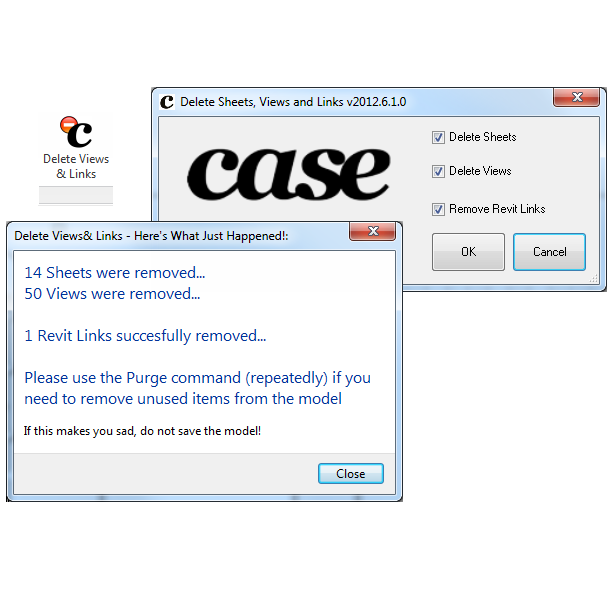 Delete Sheets, Views and Links v2012.6.1.0
c
Delete Views
& Links
case
Delete Sheets
Delete Views
Remove Revit Links
OK
Cancel
Delete Views& Links - Here's What Just Happened!:
14 Sheets were removed...
50 Views were removed...
1 Revit Links succesfully removed...
Please use the Purge command (repeatedly) if you
need to remove unused items from the model
If this makes you sad, do not save the model!
Close